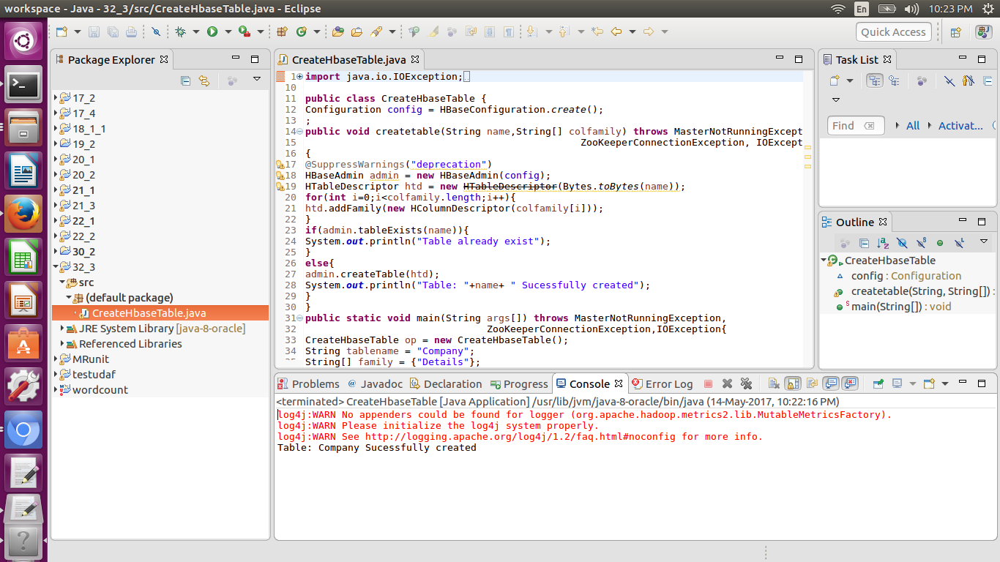 workspace - Java - 32_3/src/CreateHbaseTable.java - Eclipse
En
10:23 PM
Quick Access
Package Explorer
17_2
17_4
18_1_1
19_2
20_1
20_2
21_1
21_3
22_1
22_2
30_2
32_3
src
(default package)
CreateHbaseTable.java
JRE System Library [java-8-oracle]
Referenced Libraries
MRunit
testudaf
wordcount
CreateHbaseTable.java
1 import java.io.IOException;
10
11 public class CreateHbaseTable {
12 Configuration config = HBaseConfiguration.create();
13 ;
14 public void createtable(String name,String[] colfamily) throws MasterNotRunningExcept
15 ZooKeeperConnectionException, IOExcept
16 {
17 @SuppressWarnings("deprecation")
18 HBaseAdmin admin = new HBaseAdmin(config);
19 HTableDescriptor htd = new HTableDescriptor(Bytes.toBytes(name));
20 for(int i=0;i<colfamily.length;i++){
21 htd.addFamily(new HColumnDescriptor(colfamily[i]));
22 }
23 if(admin.tableExists(name)){
24 System.out.println("Table already exist");
25 }
26 else{
27 admin.createTable(htd);
28 System.out.println("Table: "+name+ " Sucessfully created");
29 }
30 }
31 public static void main(String args[]) throws MasterNotRunningException,
32 ZooKeeperConnectionException,IOException{
33 CreateHbaseTable op = new CreateHbaseTable();
34 String tablename = "Company";
35 String[] family = {"Details"};
Task List
Find
All
Activat...
Outline
CreateHbaseTable
config : Configuration
createtable(String, String[]) :
main(String[]) : void
Problems
@ Javadoc
Declaration
Progress
Console
Error Log
<terminated> CreateHbaseTable [Java Application] /usr/lib/jvm/java-8-oracle/bin/java (14-May-2017, 10:22:16 PM)
log4j:WARN No appenders could be found for logger (org.apache.hadoop.metrics2.lib.MutableMetricsFactory).
log4j:WARN Please initialize the log4j system properly.
log4j:WARN See http://logging.apache.org/log4j/1.2/faq.html#noconfig for more info.
Table: Company Sucessfully created